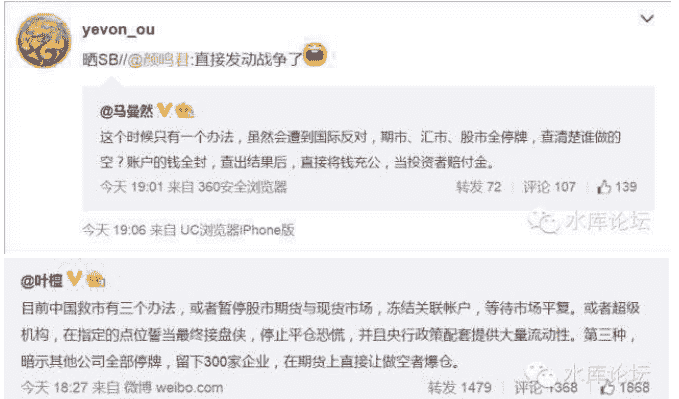 yevon_ou
晒SB//@颜鸣君:直接发动战争了
@马曼然
这个时候只有一个办法，虽然会遭到国际反对，期市、汇市、股市全停牌，查清楚谁做的
空？账户的钱全封，查出结果后，直接将钱充公，当投资者赔付金。
今天 19:01 来自 360安全浏览器
转发 72 评论 107 139
今天 19:06 来自 UC浏览器iPhone版
水库论坛
@叶檀
目前中国救市有三个办法，或者暂停股市期货与现货市场，冻结关联帐户，等待市场平复。或者超级
机构，在指定的点位誓当最终接盘侠，停止平仓恐慌，并且央行政策配套提供大量流动性。第三种，
暗示其他公司全部停牌，留下300家企业，在期货上直接让做空者爆仓。
水库论坛
今天 18:27 来自 微博 weibo.com
转发 1479 评论 1368 1868